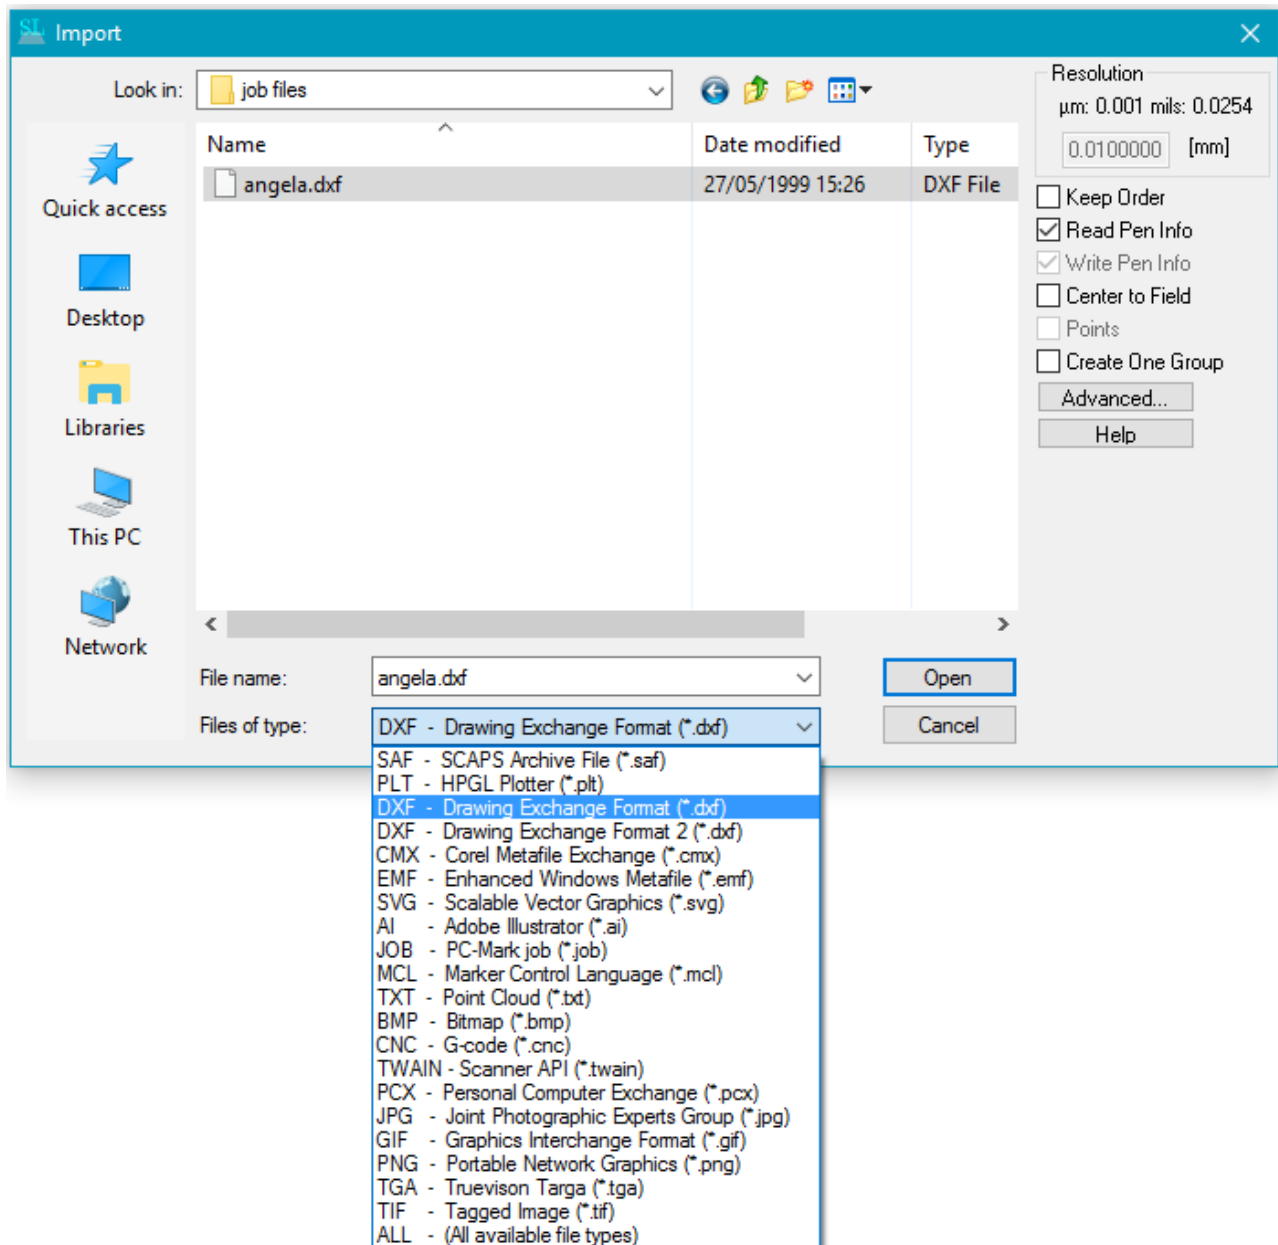 SL Import
Look in: job files
Resolution
µm: 0.001 mils: 0.0254
0.0100000 [mm]
Name Date modified Type
angela.dxf 27/05/1999 15:26 DXF File
Quick access
Desktop
Libraries
This PC
Network
Keep Order
Read Pen Info
Write Pen Info
Center to Field
Points
Create One Group
Advanced...
Help
File name: angela.dxf Open
Files of type: DXF - Drawing Exchange Format (*.dxf) Cancel
SAF - SCAPS Archive File (*.saf)
PLT - HPGL Plotter (*.plt)
DXF - Drawing Exchange Format (*.dxf)
DXF - Drawing Exchange Format 2 (*.dxf)
CMX - Corel Metafile Exchange (*.cmx)
EMF - Enhanced Windows Metafile (*.emf)
SVG - Scalable Vector Graphics (*.svg)
AI - Adobe Illustrator (*.ai)
JOB - PC-Mark job (*.job)
MCL - Marker Control Language (*.mcl)
TXT - Point Cloud (*.txt)
BMP - Bitmap (*.bmp)
CNC - G-code (*.cnc)
TWAIN - Scanner API (*.twain)
PCX - Personal Computer Exchange (*.pcx)
JPG - Joint Photographic Experts Group (*.jpg)
GIF - Graphics Interchange Format (*.gif)
PNG - Portable Network Graphics (*.png)
TGA - Truevison Targa (*.tga)
TIF - Tagged Image (*.tif)
ALL - (All available file types)